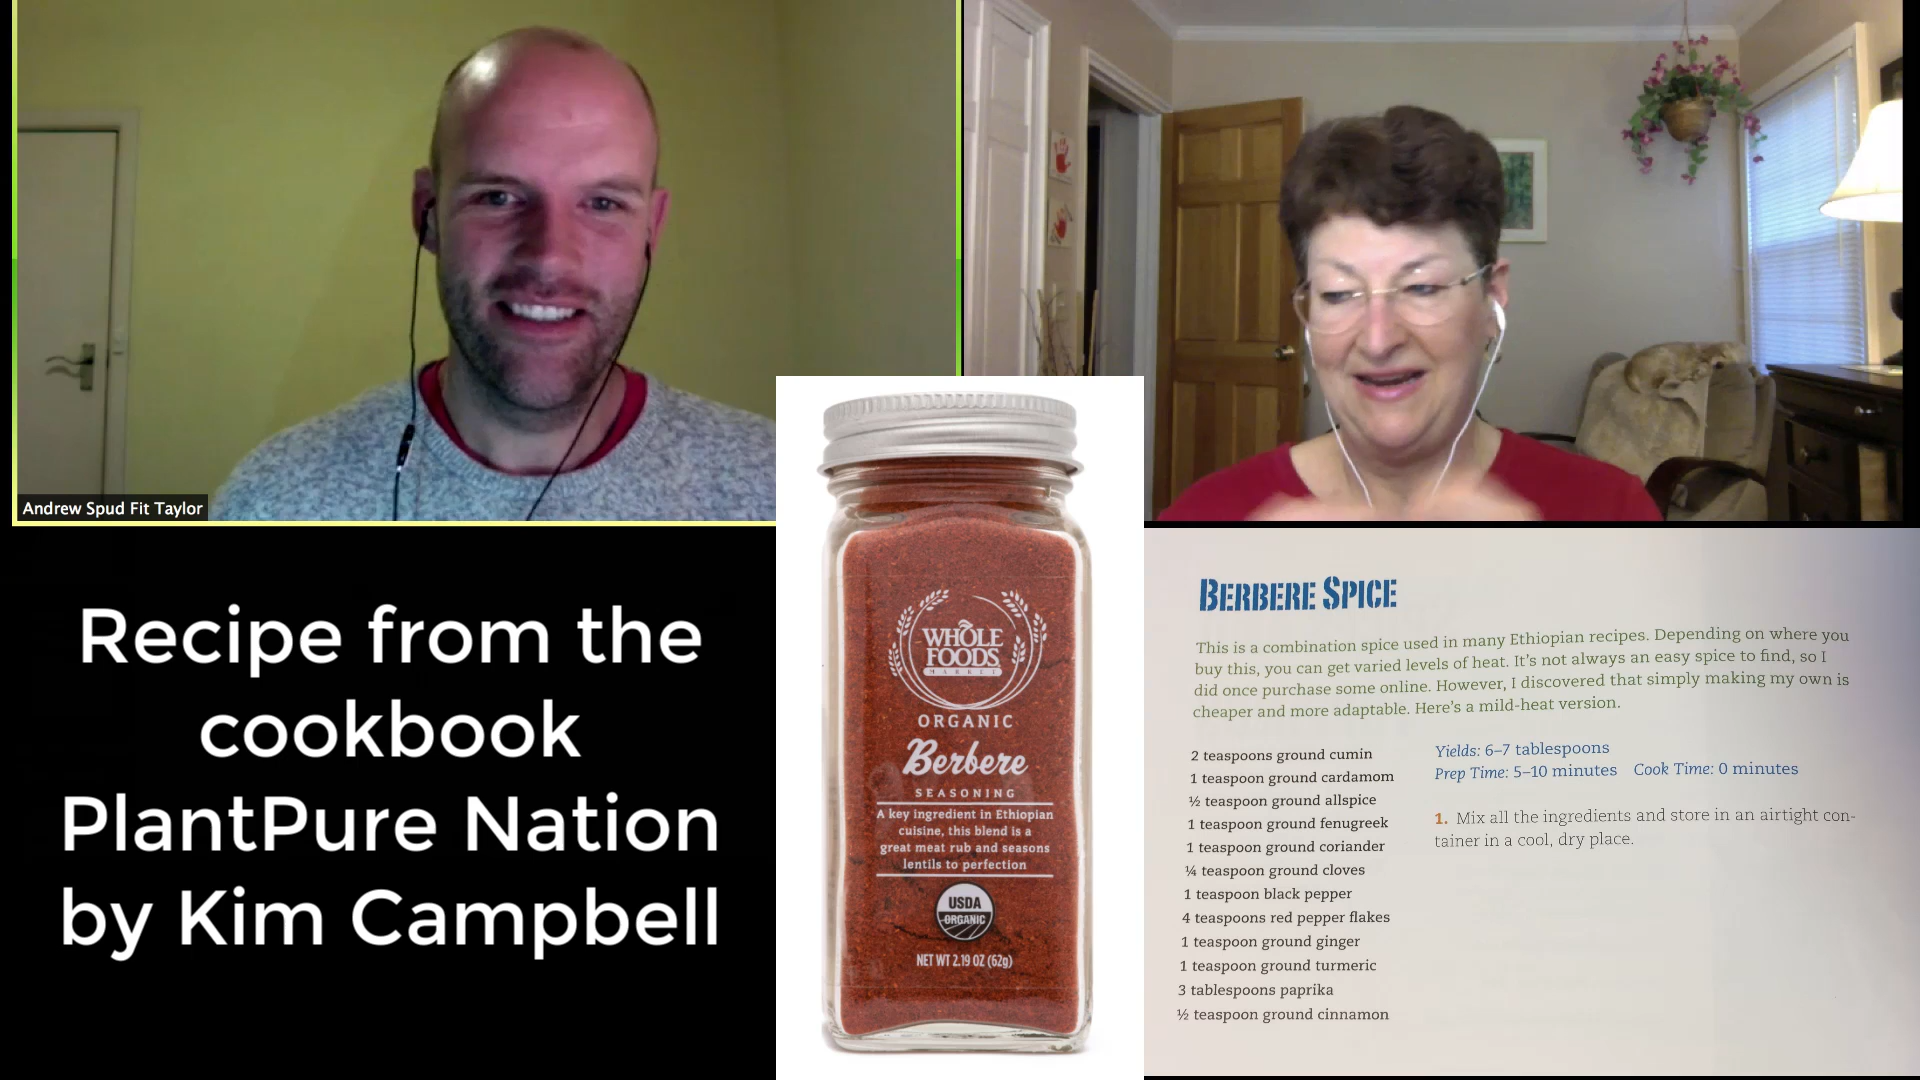 Andrew Spud Fit Taylor
Recipe from the
cookbook
PlantPure Nation
by Kim Campbell
WHOLE
FOODS
MARKET
ORGANIC
Berbere
SEASONING
A key ingredient in Ethiopian
cuisine, this blend is a
great meat rub and seasons
lentils to perfection
USDA
ORGANIC
NET WT 2.19 OZ (62g)
BERBERE SPICE
This is a combination spice used in many Ethiopian recipes. Depending on where you
buy this, you can get varied levels of heat. It's not always an easy spice to find, so I
did once purchase some online. However, I discovered that simply making my own is
cheaper and more adaptable. Here's a mild-heat version.
2 teaspoons ground cumin
1 teaspoon ground cardamom
½ teaspoon ground allspice
1 teaspoon ground fenugreek
1 teaspoon ground coriander
¼ teaspoon ground cloves
1 teaspoon black pepper
4 teaspoons red pepper flakes
1 teaspoon ground ginger
1 teaspoon ground turmeric
3 tablespoons paprika
½ teaspoon ground cinnamon
Yields: 6–7 tablespoons
Prep Time: 5–10 minutes Cook Time: 0 minutes
1. Mix all the ingredients and store in an airtight con-
tainer in a cool, dry place.